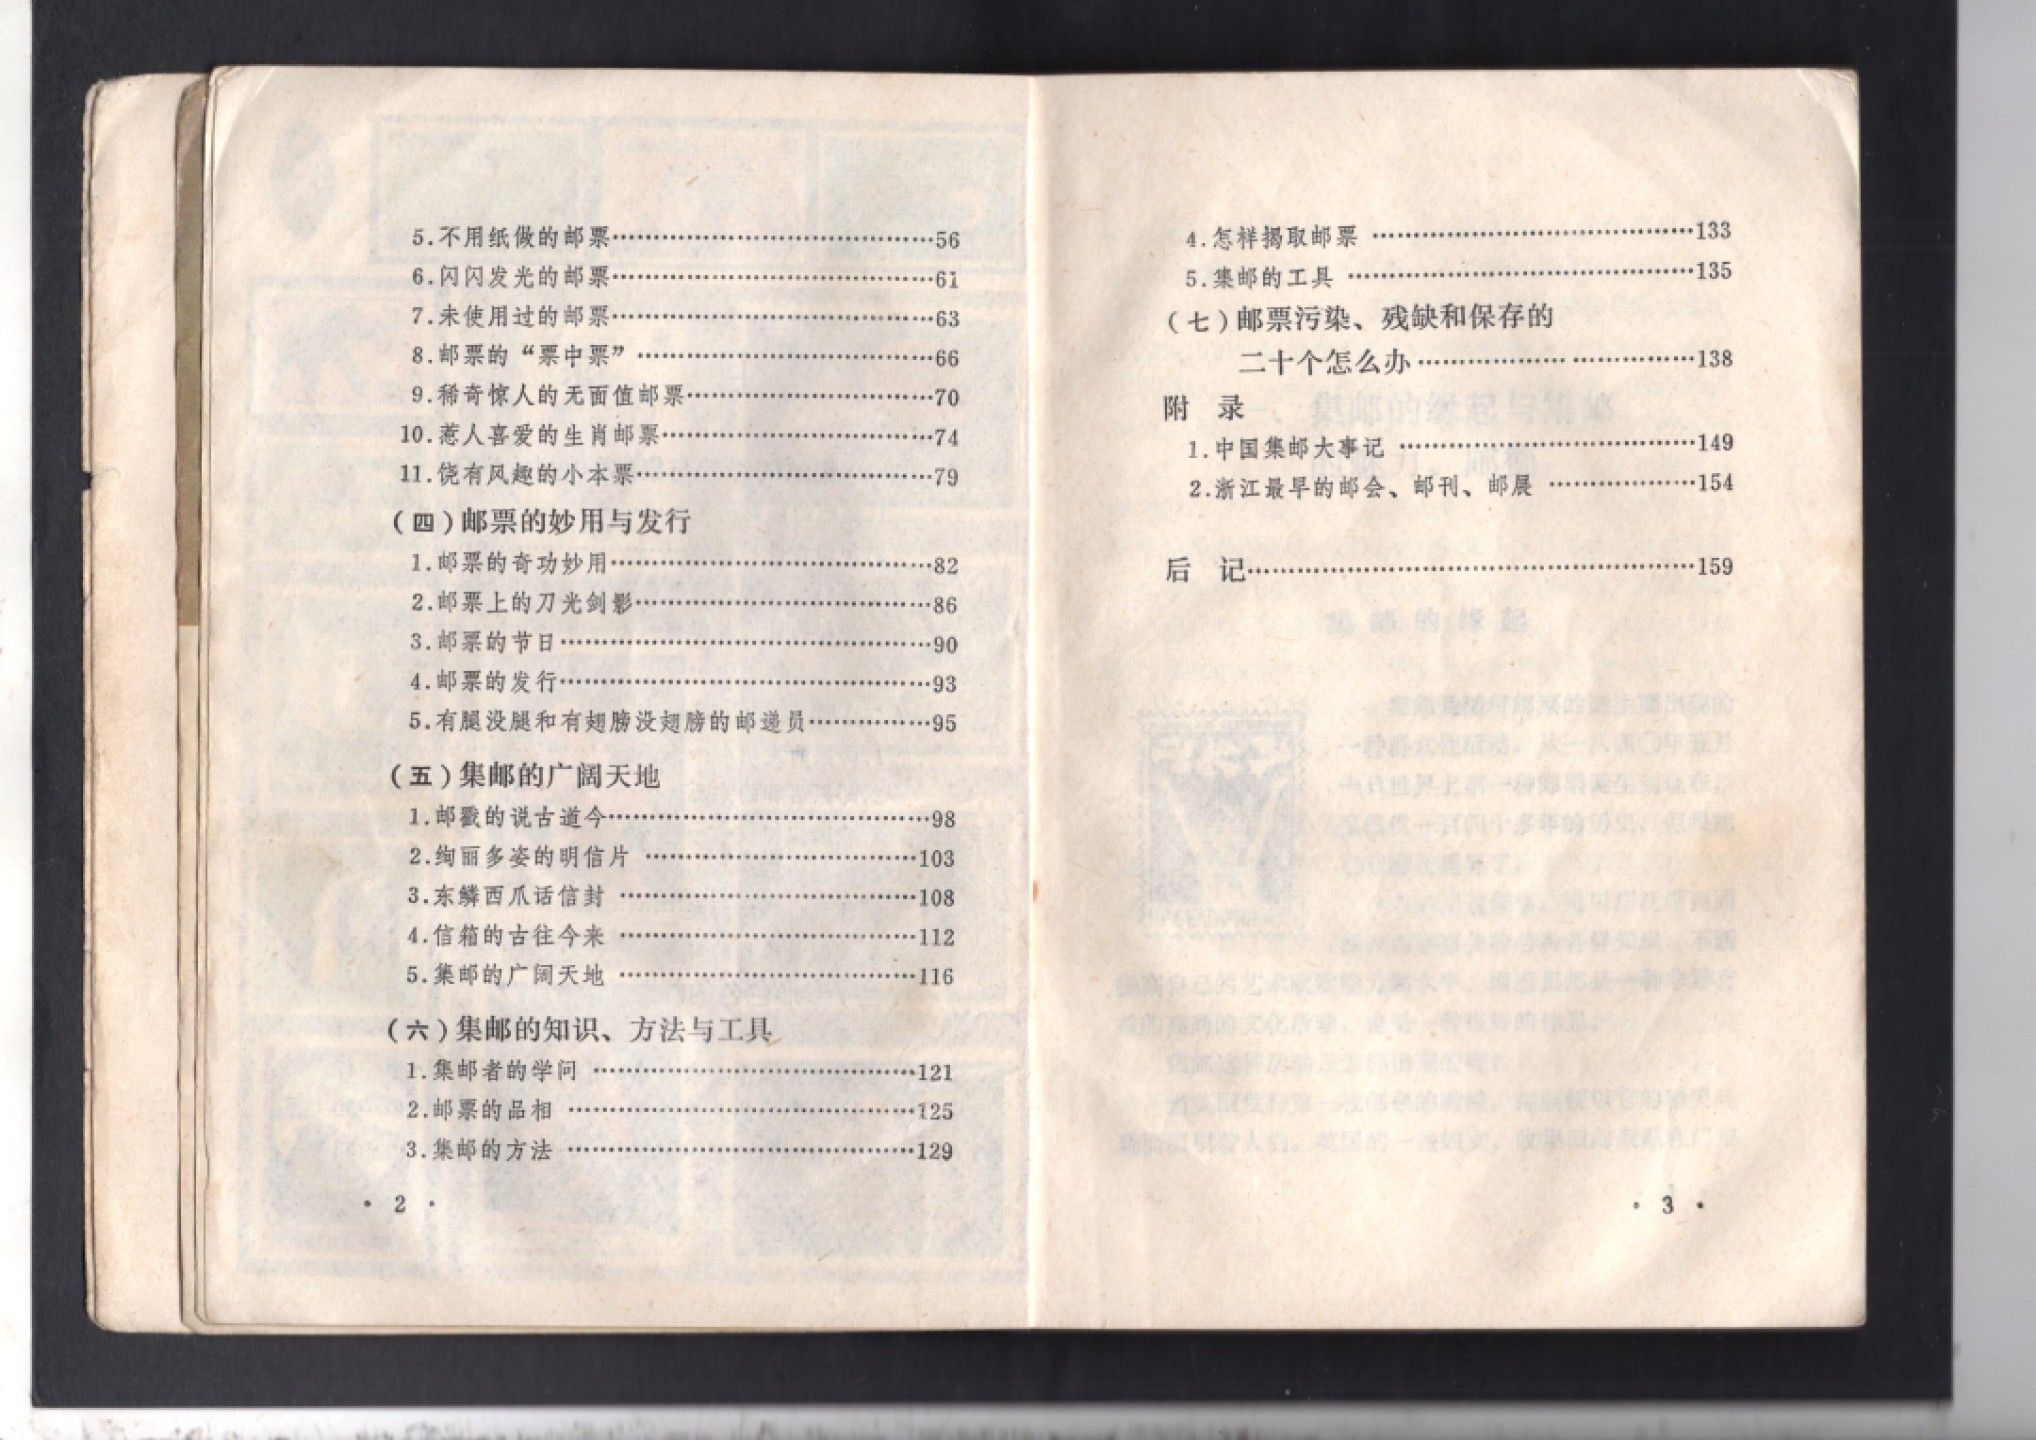 5.不用纸做的邮票……………………………………56
6.闪闪发光的邮票……………………………………61
7.未使用过的邮票……………………………………63
8.邮票的“票中票”…………………………………66
9.稀奇惊人的无面值邮票……………………………70
10.惹人喜爱的生肖邮票………………………………74
11.饶有风趣的小本票…………………………………79
(四)邮票的妙用与发行
1.邮票的奇功妙用……………………………………82
2.邮票上的刀光剑影…………………………………86
3.邮票的节日…………………………………………90
4.邮票的发行…………………………………………93
5.有腿没腿和有翅膀没翅膀的邮递员………………95
(五)集邮的广阔天地
1.邮戳的说古道今……………………………………98
2.绚丽多姿的明信片…………………………………103
3.东鳞西爪话信封……………………………………108
4.信箱的古往今来……………………………………112
5.集邮的广阔天地……………………………………116
(六)集邮的知识、方法与工具
1.集邮者的学问………………………………………121
2.邮票的品相…………………………………………125
3.集邮的方法…………………………………………129
· 2 ·
4.怎样揭取邮票………………………………………133
5.集邮的工具…………………………………………135
(七)邮票污染、残缺和保存的
二十个怎么办……………………………………138
附 录
1.中国集邮大事记……………………………………149
2.浙江最早的邮会、邮刊、邮展……………………154
后 记……………………………………………………159
· 3 ·